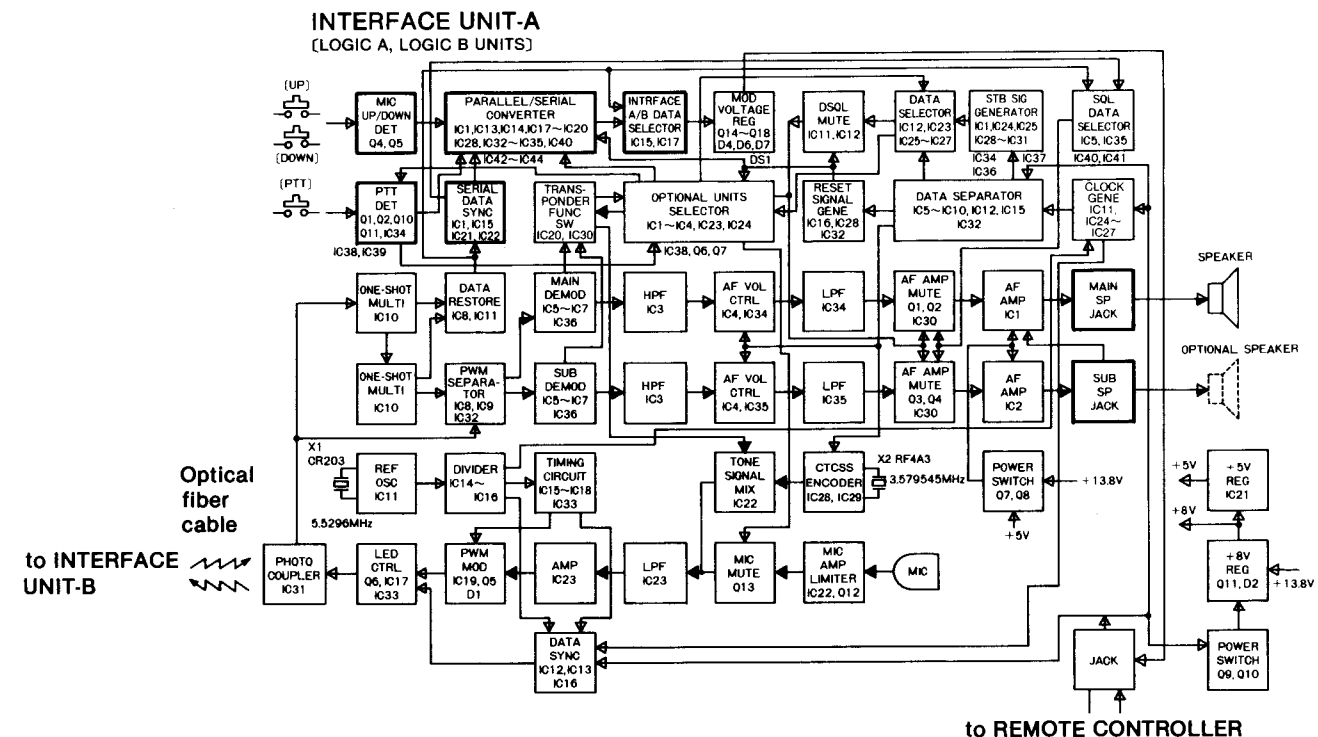 INTERFACE UNIT-A
(LOGIC A, LOGIC B UNITS)
(UP)
(DOWN)
MIC
UP/DOWN
DET
Q4, Q5
PARALLEL/SERIAL
CONVERTER
IC1,IC13,IC14,IC17~IC20
IC28,IC32~IC35,IC40
IC42~IC44
INTRFACE
A/B DATA
SELECTOR
IC15,IC17
MOD
VOLTAGE
REG
Q14~Q18
D4,D6,D7
DS1
DSQL
MUTE
IC11,IC12
DATA
SELECTOR
IC12,IC23
IC25~IC27
STB SIG
GENERATOR
IC1,IC24,IC25
IC28~IC31
IC34
IC36
IC37
SQL
DATA
SELECTOR
IC5,IC35
IC40,IC41
(PTT)
PTT
DET
Q1,Q2,Q10
Q11,IC34
IC38,IC39
SERIAL
DATA
SYNC
IC1,IC15
IC21,IC22
TRANS-
PONDER
FUNC
SW
IC20,IC30
OPTIONAL UNITS
SELECTOR
IC1~IC4,IC23,IC24
IC38,Q6,Q7
RESET
SIGNAL
GENE
IC16,IC28
IC32
DATA SEPARATOR
IC5~IC10,IC12,IC15
IC32
CLOCK
GENE
IC11,
IC24~
IC27
ONE-SHOT
MULTI
IC10
DATA
RESTORE
IC8,IC11
MAIN
DEMOD
IC5~IC7
IC36
HPF
IC3
AF VOL
CTRL
IC4,IC34
LPF
IC34
AF AMP
MUTE
Q1,Q2
IC30
AF
AMP
IC1
MAIN
SP
JACK
SPEAKER
ONE-SHOT
MULTI
IC10
PWM
SEPARA-
TOR
IC8,IC9
IC32
SUB
DEMOD
IC5~IC7
IC36
HPF
IC3
AF VOL
CTRL
IC4,IC35
LPF
IC35
AF AMP
MUTE
Q3,Q4
IC30
AF
AMP
IC2
SUB
SP
JACK
OPTIONAL SPEAKER
X1
CR203
5.5296MHz
REF
OSC
IC11
DIVIDER
IC14~
IC16
TIMING
CIRCUIT
IC15~IC18
IC33
TONE
SIGNAL
MIX
IC22
CTCSS
ENCODER
IC28,IC29
X2 RF4A3
3.579545MHz
POWER
SWITCH
Q7,Q8
+13.8V
+5V
+5V
+5V
REG
IC21
+8V
+8V
REG
Q11,D2
+13.8V
Optical
fiber
cable
to INTERFACE
UNIT-B
PHOTO
COUPLER
IC31
LED
CTRL
Q6,IC17
IC33
PWM
MOD
IC19,Q5
D1
AMP
IC23
LPF
IC23
MIC
MUTE
Q13
MIC
AMP
LIMITER
IC22,Q12
MIC
DATA
SYNC
IC12,IC13
IC16
JACK
POWER
SWITCH
Q9,Q10
to REMOTE CONTROLLER